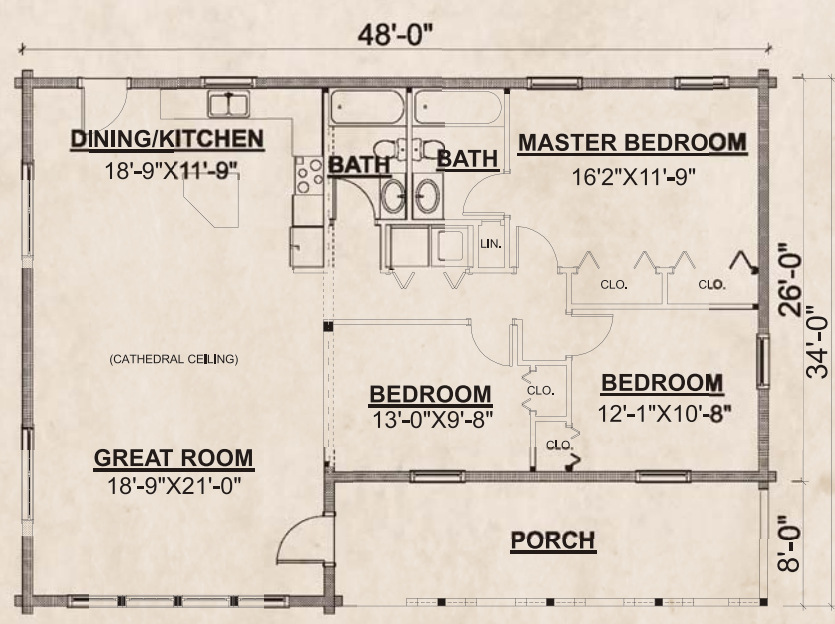 48'-0"
DINING/KITCHEN
18'-9"X11'-9"
BATH
BATH
MASTER BEDROOM
16'2"X11'-9"
LIN.
CLO.
CLO.
26'-0"
34'-0"
(CATHEDRAL CEILING)
BEDROOM
13'-0"X9'-8"
CLO.
CLO.
BEDROOM
12'-1"X10'-8"
GREAT ROOM
18'-9"X21'-0"
PORCH
8'-0"